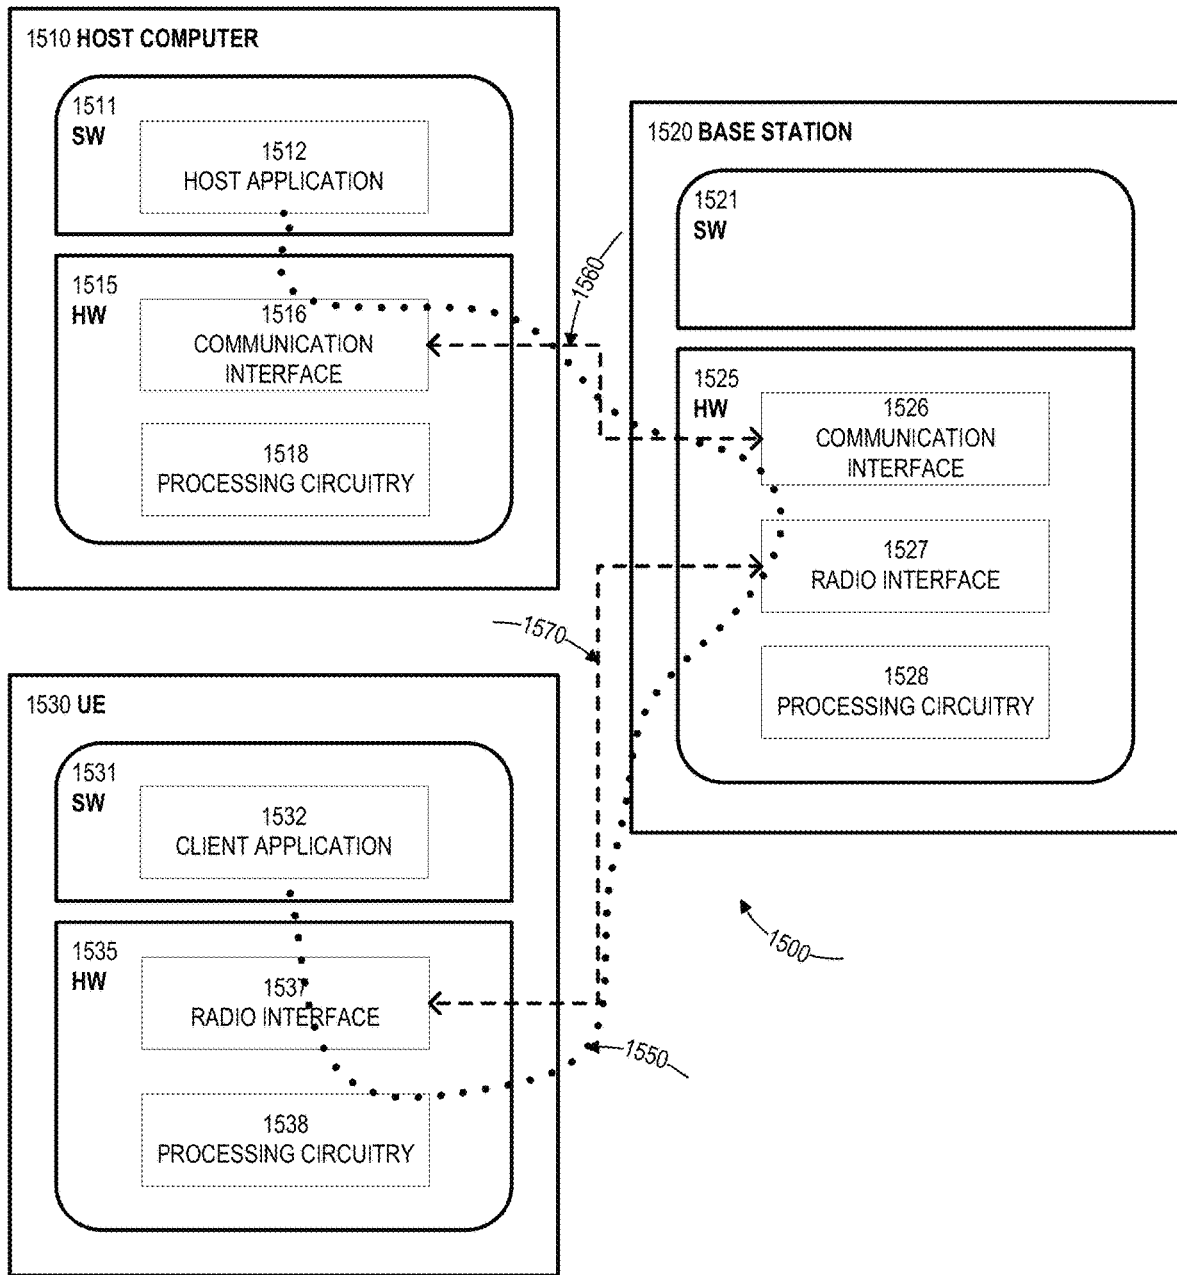 1510 HOST COMPUTER
1511
SW
1512
HOST APPLICATION
1515
HW
1516
COMMUNICATION
INTERFACE
1518
PROCESSING CIRCUITRY
1560
1520 BASE STATION
1521
SW
1525
HW
1526
COMMUNICATION
INTERFACE
1527
RADIO INTERFACE
1528
PROCESSING CIRCUITRY
1570
1530 UE
1531
SW
1532
CLIENT APPLICATION
1535
HW
1537
RADIO INTERFACE
1538
PROCESSING CIRCUITRY
1500
1550